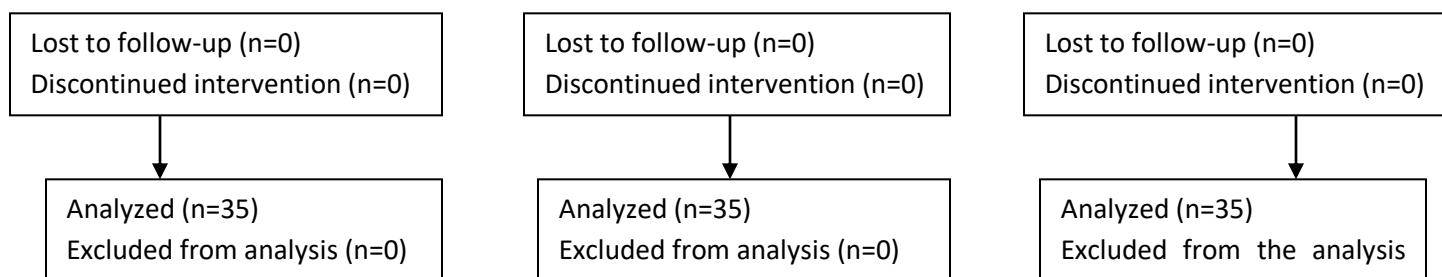 Lost to follow-up (n=0)
Discontinued intervention (n=0)
Lost to follow-up (n=0)
Discontinued intervention (n=0)
Lost to follow-up (n=0)
Discontinued intervention (n=0)
Analyzed (n=35)
Excluded from analysis (n=0)
Analyzed (n=35)
Excluded from analysis (n=0)
Analyzed (n=35)
Excluded from the analysis